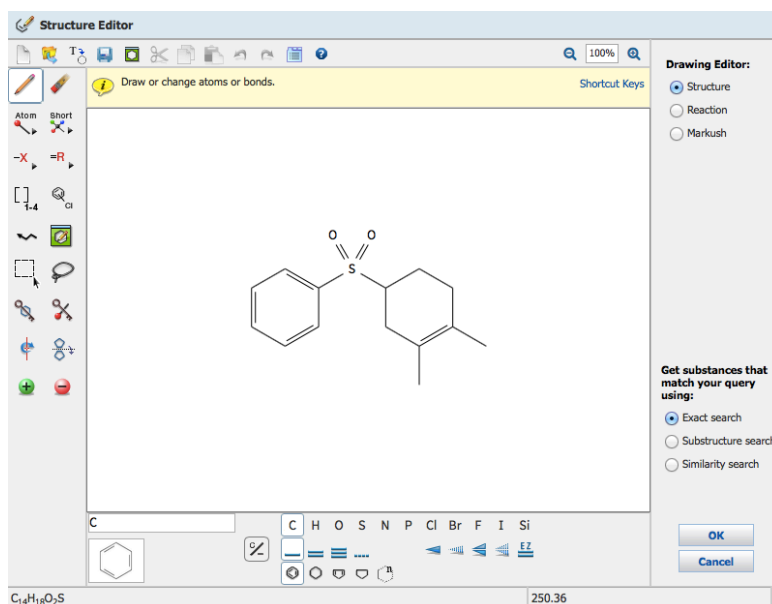 Structure Editor
100%
Draw or change atoms or bonds.
Shortcut Keys
Drawing Editor:
Structure
Reaction
Markush
Atom
Short
-X
=R
[ ]
1-4
Cl
O O
S
Get substances that
match your query
using:
Exact search
Substructure search
Similarity search
C
C H O S N P Cl Br F I Si
EZ
n
OK
Cancel
C₁₄H₁₈O₂S
250.36